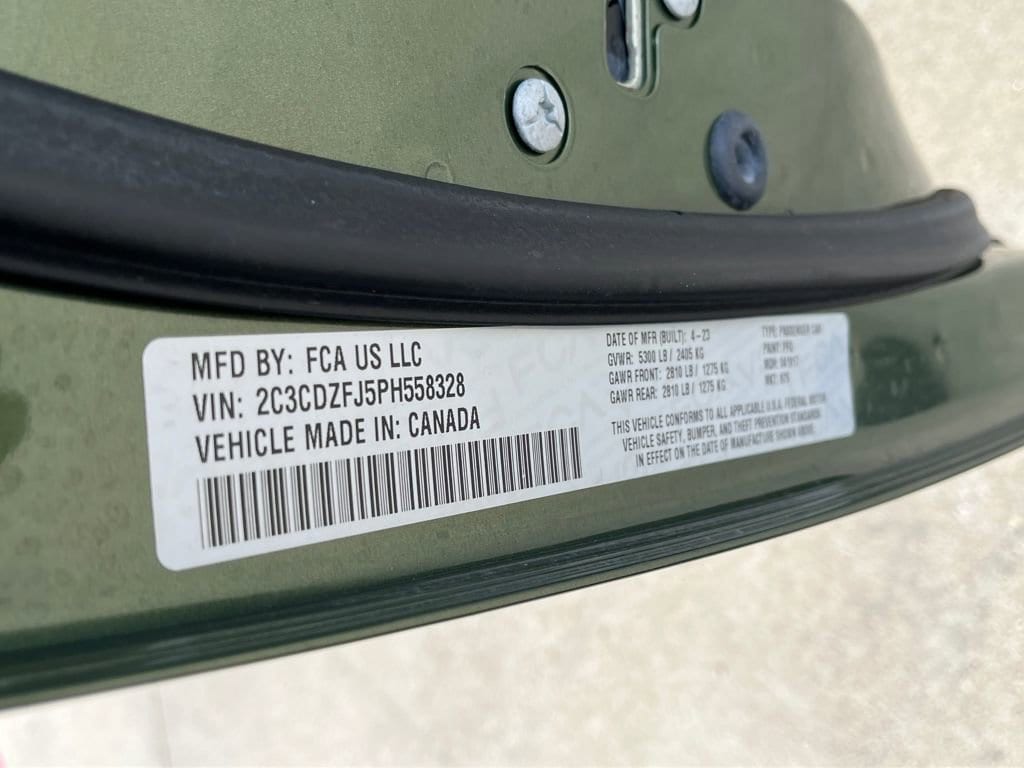 MFD BY: FCA US LLC
VIN: 2C3CDZFJ5PH558328
VEHICLE MADE IN: CANADA
DATE OF MFR (BUILT): 4-23
GVWR: 5300 LB / 2405 KG
GAWR FRONT: 2810 LB / 1275 KG
GAWR REAR: 2810 LB / 1275 KG
TYPE: PASSENGER CAR
PAINT: PFQ
THIS VEHICLE CONFORMS TO ALL APPLICABLE U.S.A. FEDERAL MOTOR
VEHICLE SAFETY, BUMPER, AND THEFT PREVENTION STANDARDS
IN EFFECT ON THE DATE OF MANUFACTURE SHOWN ABOVE.